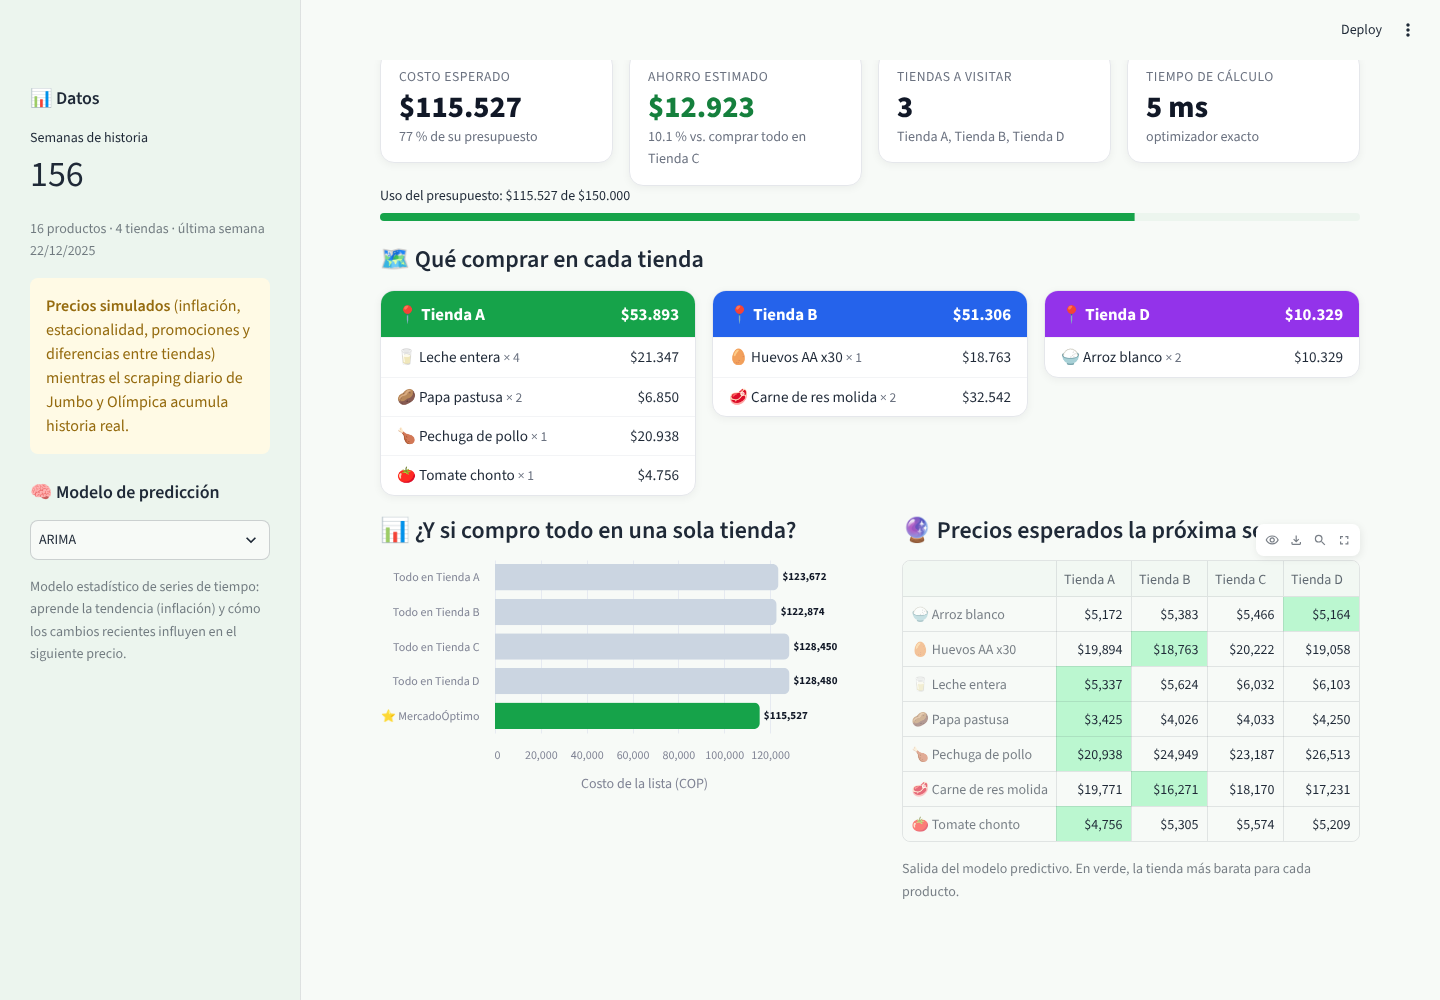 Deploy
📊 Datos
Semanas de historia
156
16 productos · 4 tiendas · última semana
22/12/2025
Precios simulados (inflación,
estacionalidad, promociones y
diferencias entre tiendas)
mientras el scraping diario de
Jumbo y Olímpica acumula
historia real.
🧠 Modelo de predicción
ARIMA
Modelo estadístico de series de tiempo:
aprende la tendencia (inflación) y cómo
los cambios recientes influyen en el
siguiente precio.
COSTO ESPERADO
$115.527
77 % de su presupuesto
AHORRO ESTIMADO
$12.923
10.1 % vs. comprar todo en
Tienda C
TIENDAS A VISITAR
3
Tienda A, Tienda B, Tienda D
TIEMPO DE CÁLCULO
5 ms
optimizador exacto
Uso del presupuesto: $115.527 de $150.000
🗺️ Qué comprar en cada tienda
📍 Tienda A $53.893
🥛 Leche entera × 4 $21.347
🥔 Papa pastusa × 2 $6.850
🍗 Pechuga de pollo × 1 $20.938
🍅 Tomate chonto × 1 $4.756
📍 Tienda B $51.306
🥚 Huevos AA x30 × 1 $18.763
🥩 Carne de res molida × 2 $32.542
📍 Tienda D $10.329
🍚 Arroz blanco × 2 $10.329
📊 ¿Y si compro todo en una sola tienda?
Todo en Tienda A $123,672
Todo en Tienda B $122,874
Todo en Tienda C $128,450
Todo en Tienda D $128,480
⭐ MercadoÓptimo $115,527
0 20,000 40,000 60,000 80,000 100,000 120,000
Costo de la lista (COP)
🔮 Precios esperados la próxima
Tienda A Tienda B Tienda C Tienda D
🍚 Arroz blanco $5,172 $5,383 $5,466 $5,164
🥚 Huevos AA x30 $19,894 $18,763 $20,222 $19,058
🥛 Leche entera $5,337 $5,624 $6,032 $6,103
🥔 Papa pastusa $3,425 $4,026 $4,033 $4,250
🍗 Pechuga de pollo $20,938 $24,949 $23,187 $26,513
🥩 Carne de res molida $19,771 $16,271 $18,170 $17,231
🍅 Tomate chonto $4,756 $5,305 $5,574 $5,209
Salida del modelo predictivo. En verde, la tienda más barata para cada
producto.